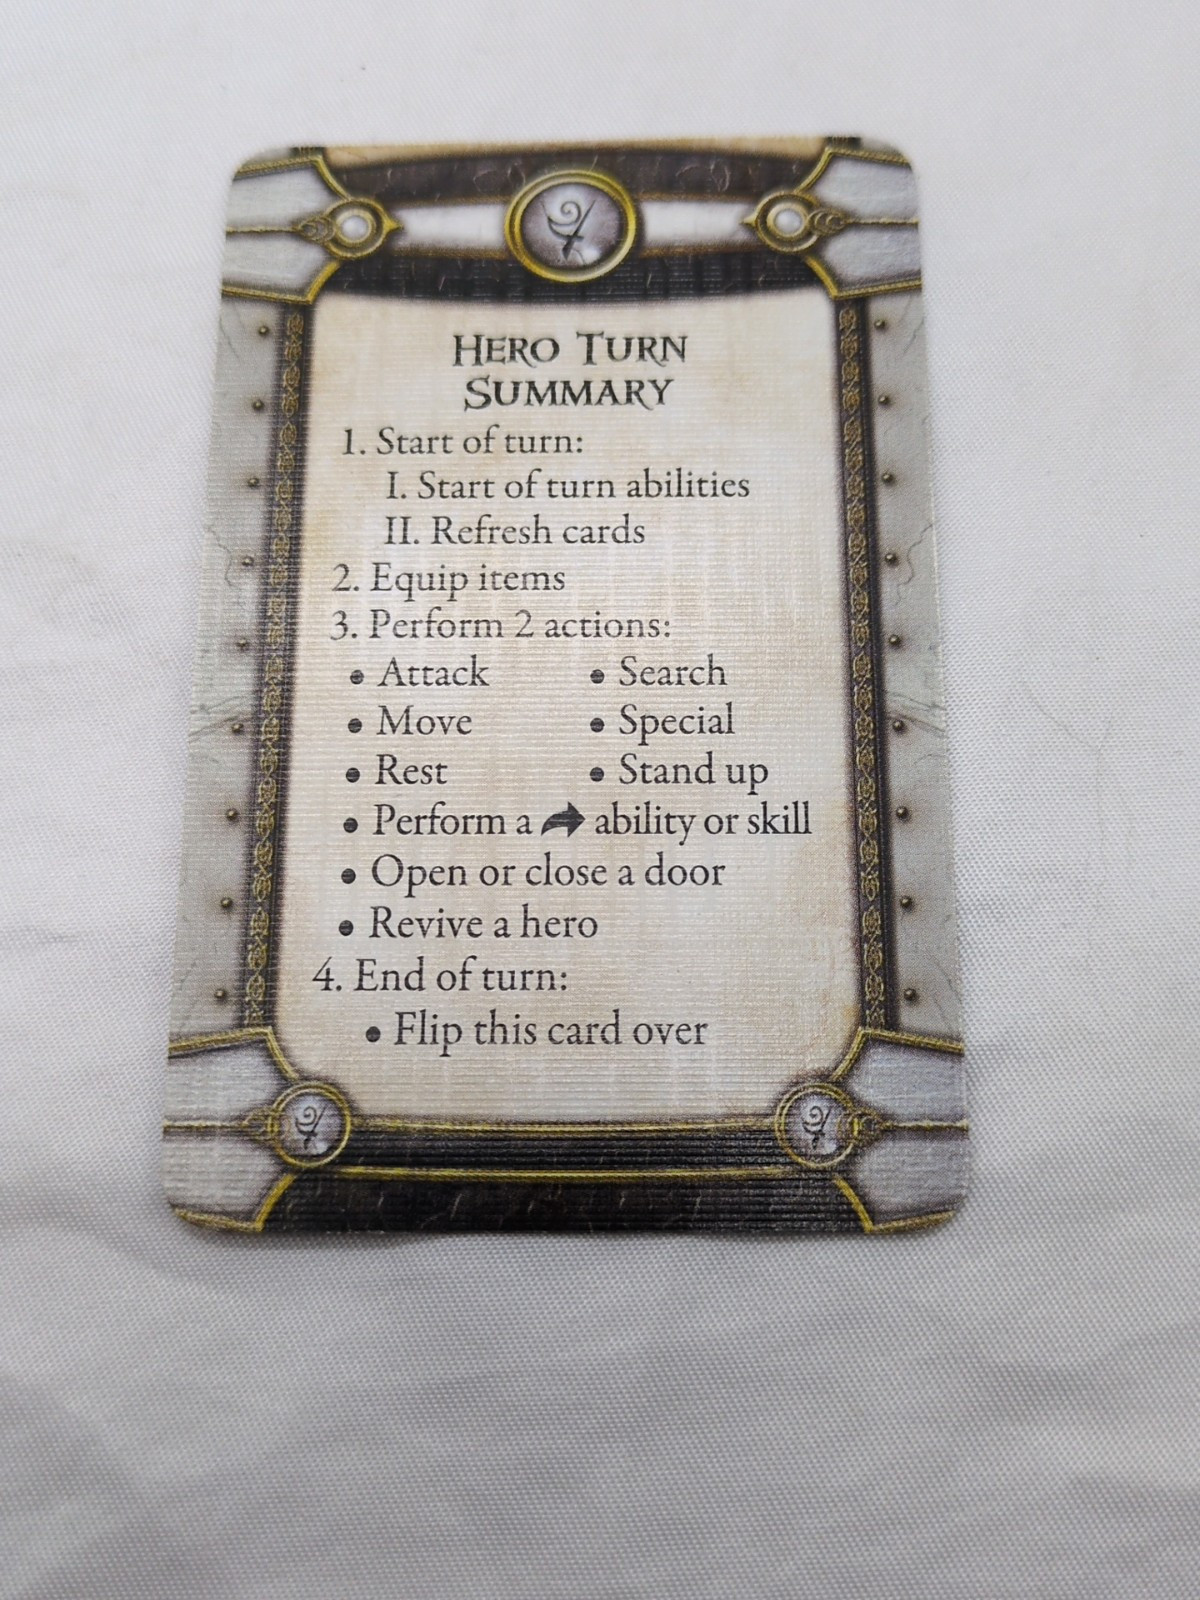 HERO TURN
SUMMARY
1. Start of turn:
I. Start of turn abilities
II. Refresh cards
2. Equip items
3. Perform 2 actions:
• Attack • Search
• Move • Special
• Rest • Stand up
• Perform a ability or skill
• Open or close a door
• Revive a hero
4. End of turn:
• Flip this card over